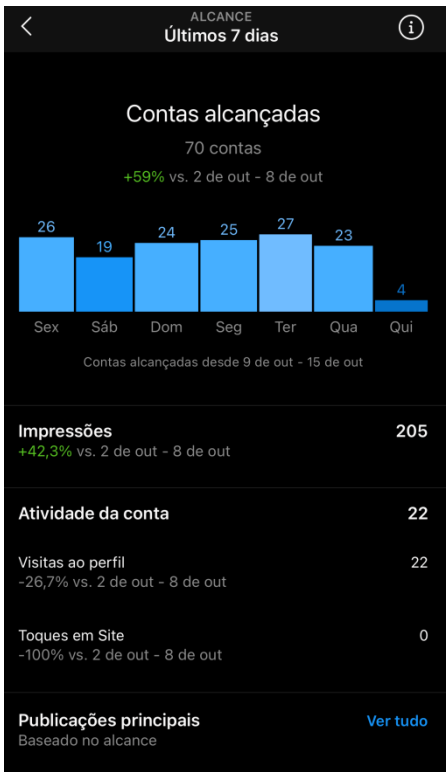 ALCANCE
Últimos 7 dias
Contas alcançadas
70 contas
+59% vs. 2 de out - 8 de out
26 19 24 25 27 23 4
Sex Sáb Dom Seg Ter Qua Qui
Contas alcançadas desde 9 de out - 15 de out
Impressões 205
+42,3% vs. 2 de out - 8 de out
Atividade da conta 22
Visitas ao perfil 22
-26,7% vs. 2 de out - 8 de out
Toques em Site 0
-100% vs. 2 de out - 8 de out
Publicações principais Ver tudo
Baseado no alcance